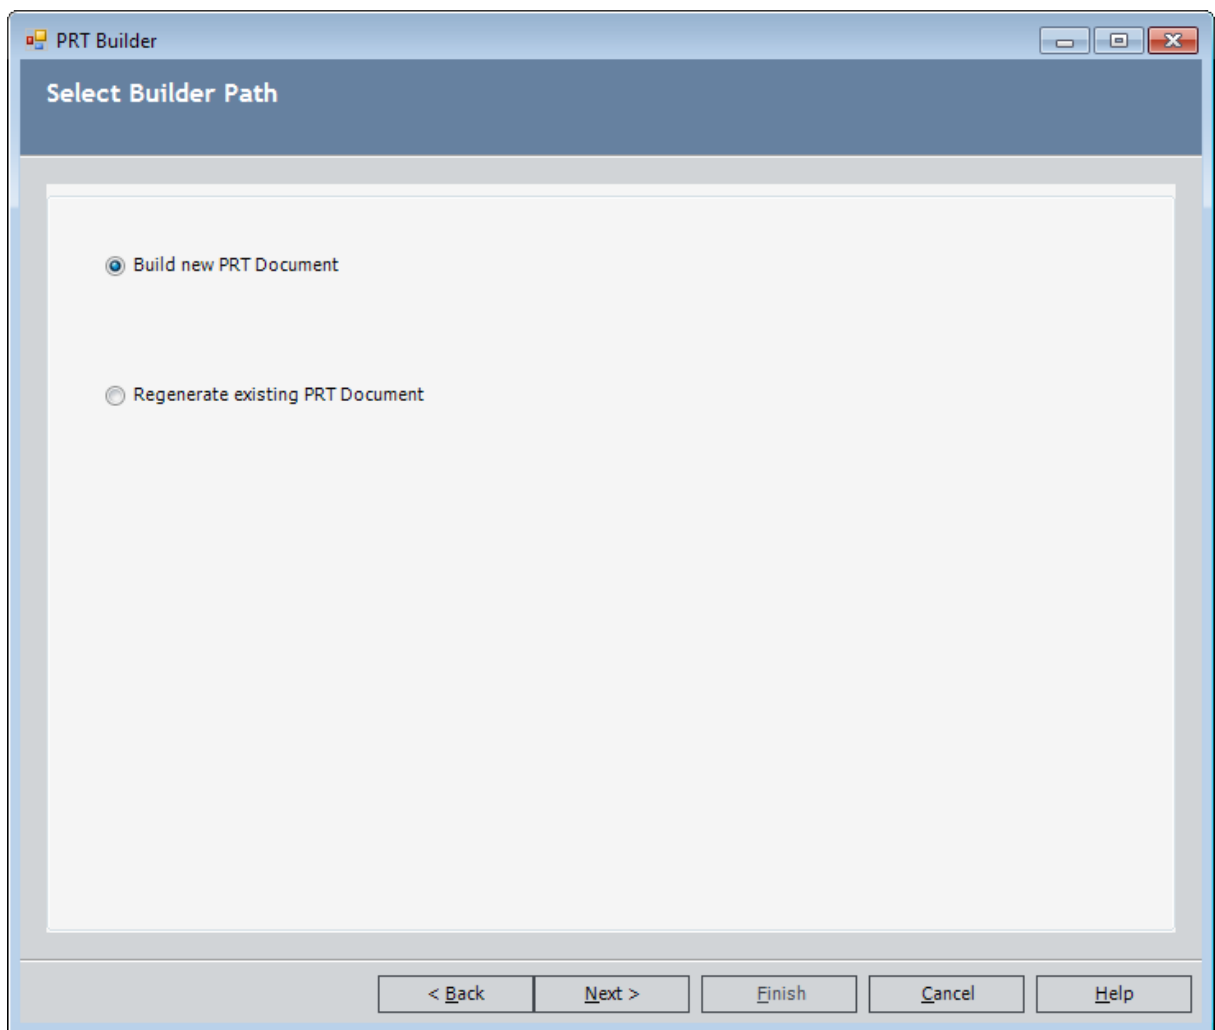 PRT Builder
Select Builder Path
Build new PRT Document
Regenerate existing PRT Document
< Back
Next >
Finish
Cancel
Help